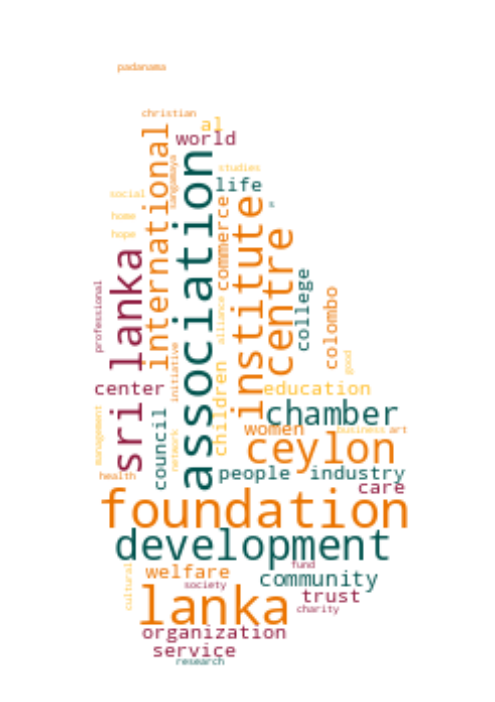 padanama
christian
al
world
international
sangamaya
association
studies
life
s
social
home
hope
commerce
institute
centre
sri lanka
professional
college
colombo
alliance
initiative
good
center
children
education
chamber
council
management
network
women
business
art
ceylon
health
people
industry
care
foundation
development
fund
welfare
community
cultural
society
trust
lanka
charity
organization
service
research